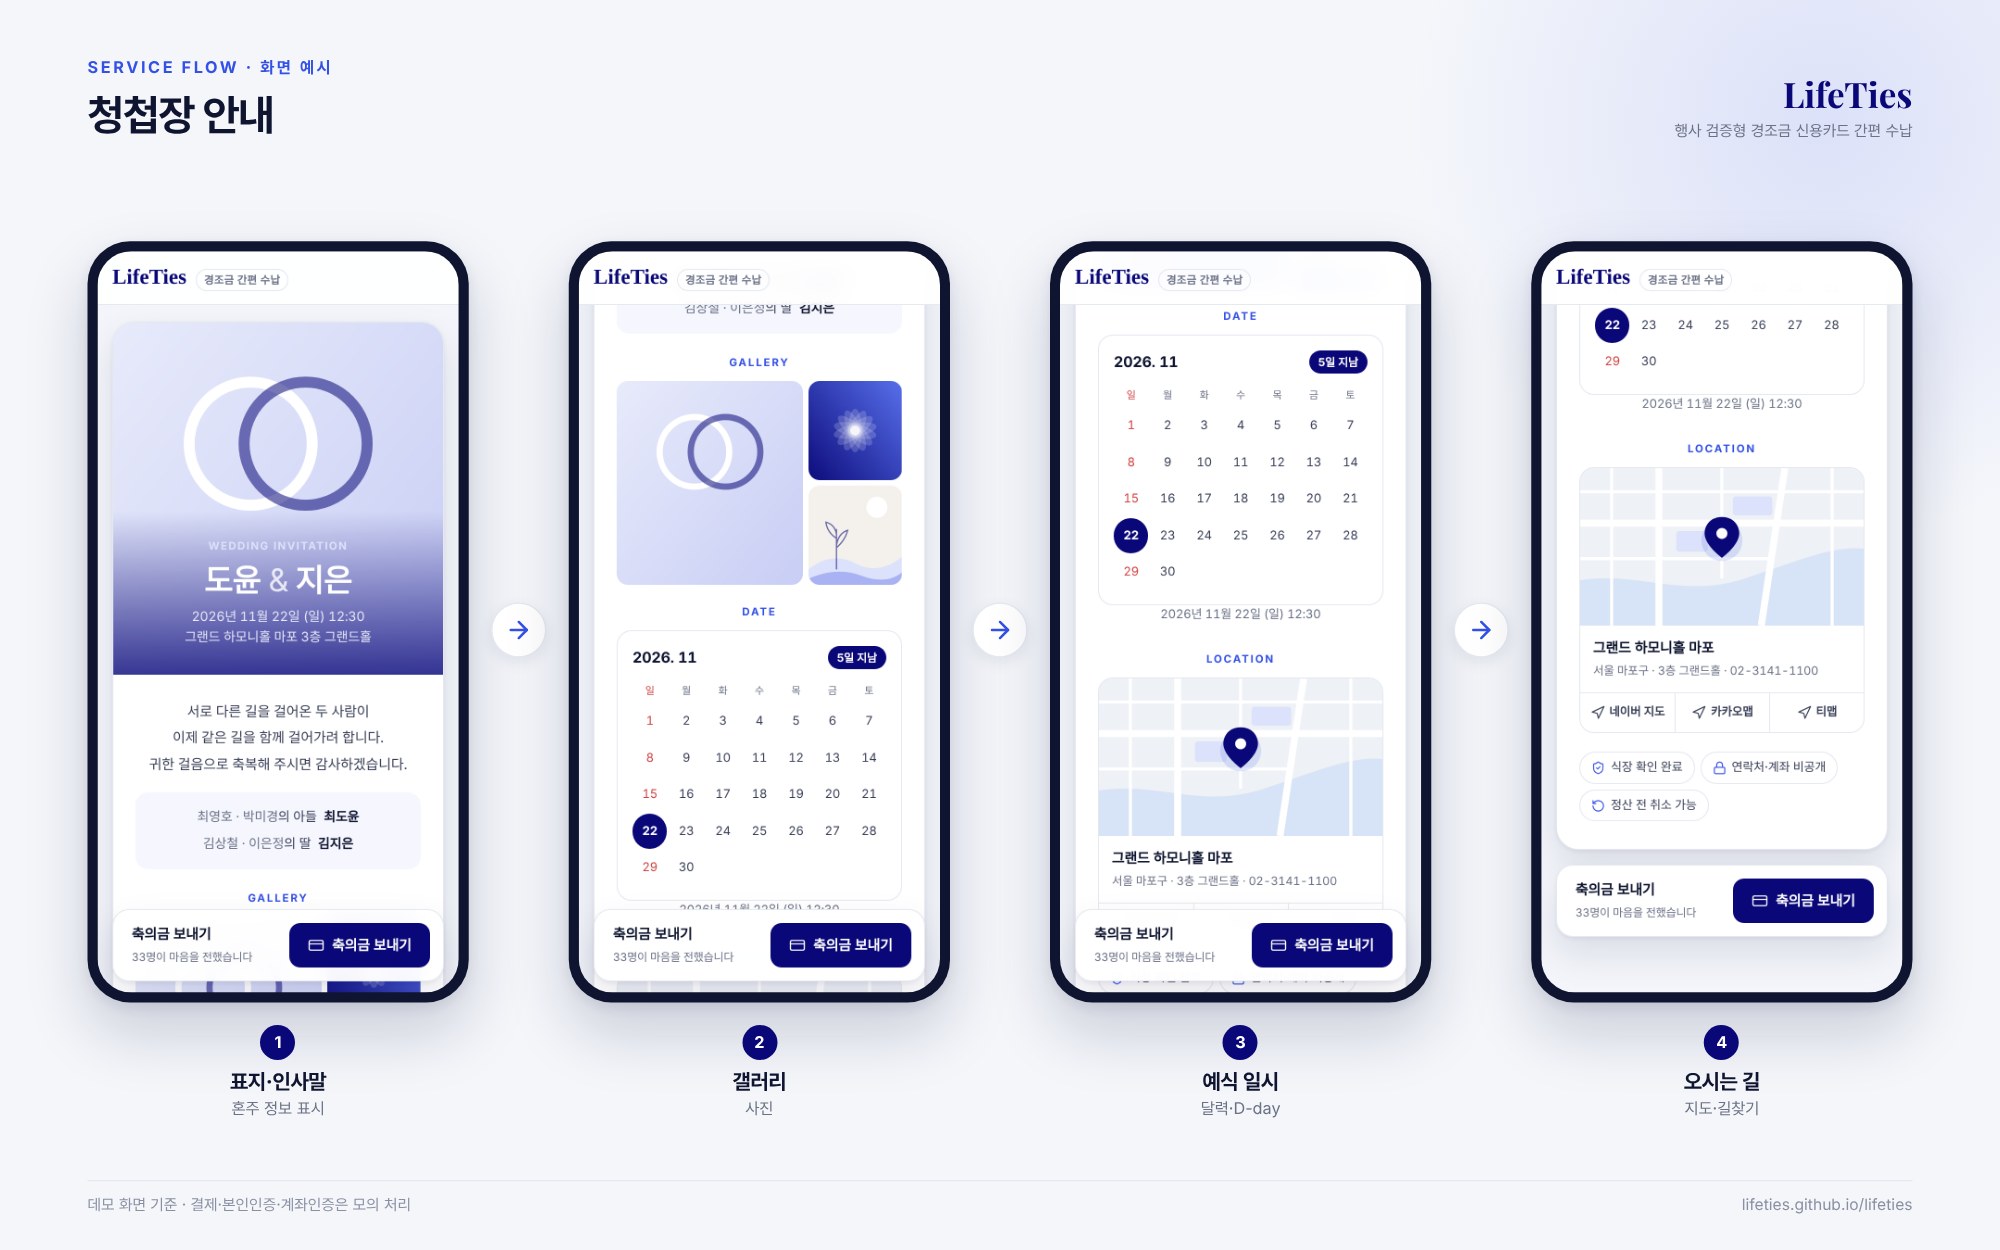 SERVICE FLOW · 화면 예시
청첩장 안내
LifeTies
행사 검증형 경조금 신용카드 간편 수납
LifeTies 경조금 간편 수납
WEDDING INVITATION
도윤 & 지은
2026년 11월 22일 (일) 12:30
그랜드 하모니홀 마포 3층 그랜드홀
서로 다른 길을 걸어온 두 사람이
이제 같은 길을 함께 걸어가려 합니다.
귀한 걸음으로 축복해 주시면 감사하겠습니다.
최영호 · 박미경의 아들 최도윤
김상철 · 이은정의 딸 김지은
GALLERY
축의금 보내기
33명이 마음을 전했습니다
축의금 보내기
1
표지·인사말
혼주 정보 표시
LifeTies 경조금 간편 수납
김상철 · 이은정의 딸 김지은
GALLERY
DATE
2026. 11 5일 지남
일 월 화 수 목 금 토
1 2 3 4 5 6 7
8 9 10 11 12 13 14
15 16 17 18 19 20 21
22 23 24 25 26 27 28
29 30
2026년 11월 22일 (일) 12:30
축의금 보내기
33명이 마음을 전했습니다
축의금 보내기
2
갤러리
사진
LifeTies 경조금 간편 수납
DATE
2026. 11 5일 지남
일 월 화 수 목 금 토
1 2 3 4 5 6 7
8 9 10 11 12 13 14
15 16 17 18 19 20 21
22 23 24 25 26 27 28
29 30
2026년 11월 22일 (일) 12:30
LOCATION
그랜드 하모니홀 마포
서울 마포구 · 3층 그랜드홀 · 02-3141-1100
축의금 보내기
33명이 마음을 전했습니다
축의금 보내기
3
예식 일시
달력·D-day
LifeTies 경조금 간편 수납
22 23 24 25 26 27 28
29 30
2026년 11월 22일 (일) 12:30
LOCATION
그랜드 하모니홀 마포
서울 마포구 · 3층 그랜드홀 · 02-3141-1100
네이버 지도 카카오맵 티맵
식장 확인 완료 연락처·계좌 비공개
정산 전 취소 가능
축의금 보내기
33명이 마음을 전했습니다
축의금 보내기
4
오시는 길
지도·길찾기
데모 화면 기준 · 결제·본인인증·계좌인증은 모의 처리
lifeties.github.io/lifeties